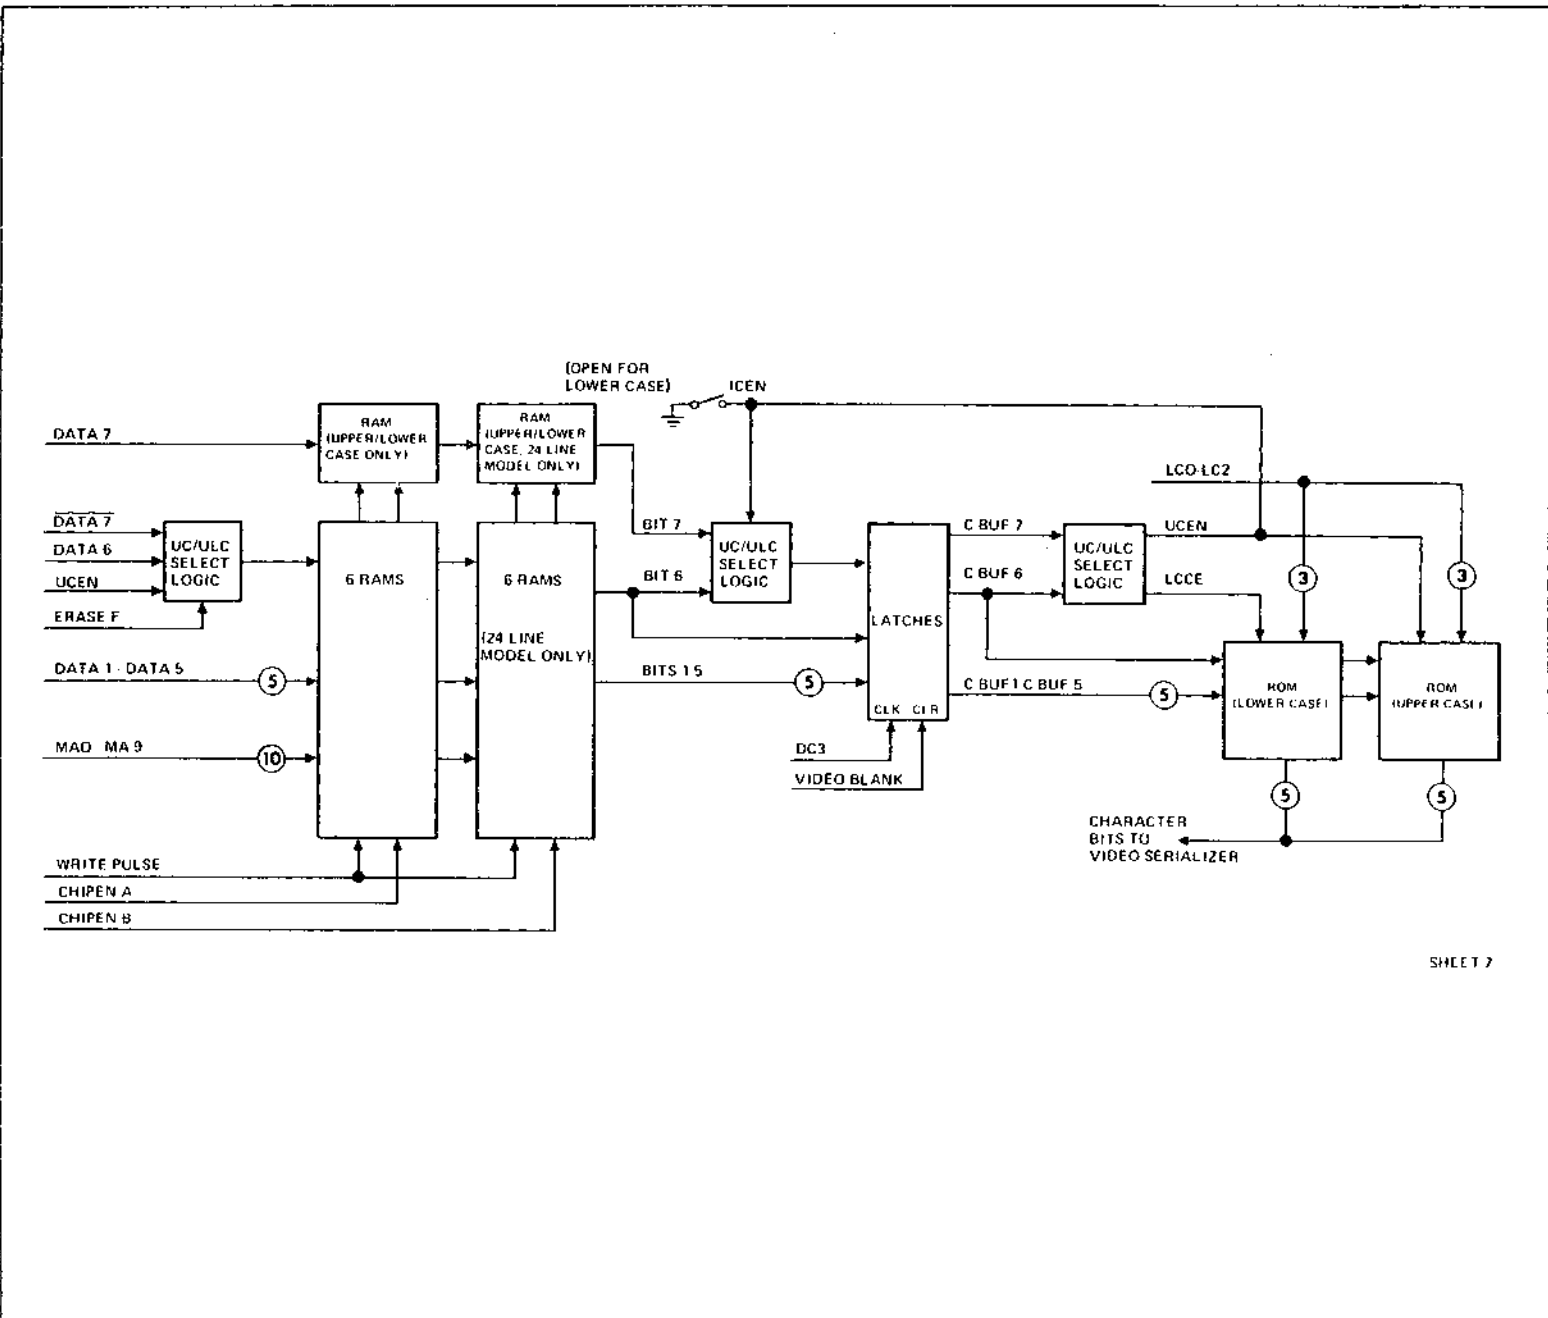 (OPEN FOR
LOWER CASE)
ICEN
DATA 7
RAM
(UPPER/LOWER
CASE ONLY)
RAM
(UPPER/LOWER
CASE, 24 LINE
MODEL ONLY)
LCO-LC2
DATA 7
DATA 6
UCEN
ERASE F
UC/ULC
SELECT
LOGIC
6 RAMS
6 RAMS
(24 LINE
MODEL ONLY)
BIT 7
BIT 6
UC/ULC
SELECT
LOGIC
LATCHES
CLK CLR
C BUF 7
C BUF 6
UC/ULC
SELECT
LOGIC
UCEN
LCCE
3
3
DATA 1 - DATA 5
5
BITS 1 5
5
C BUF 1 C BUF 5
5
ROM
(LOWER CASE)
ROM
(UPPER CASE)
MAO MA 9
10
DC3
VIDEO BLANK
5
5
CHARACTER
BITS TO
VIDEO SERIALIZER
WRITE PULSE
CHIPEN A
CHIPEN B
SHEET 7